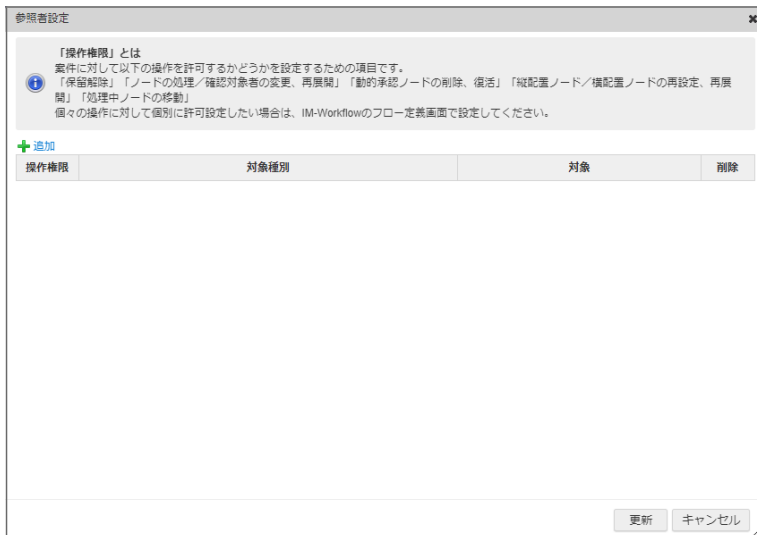 参照者設定
「操作権限」とは
案件に対して以下の操作を許可するかどうかを設定するための項目です。
「保留解除」「ノードの処理／確認対象者の変更、再展開」「動的承認ノードの削除、復活」「縦配置ノード／横配置ノードの再設定、再展
開」「処理中ノードの移動」
個々の操作に対して個別に許可設定したい場合は、IM-Workflowのフロー定義画面で設定してください。
追加
操作権限 対象種別 対象 削除
更新 キャンセル